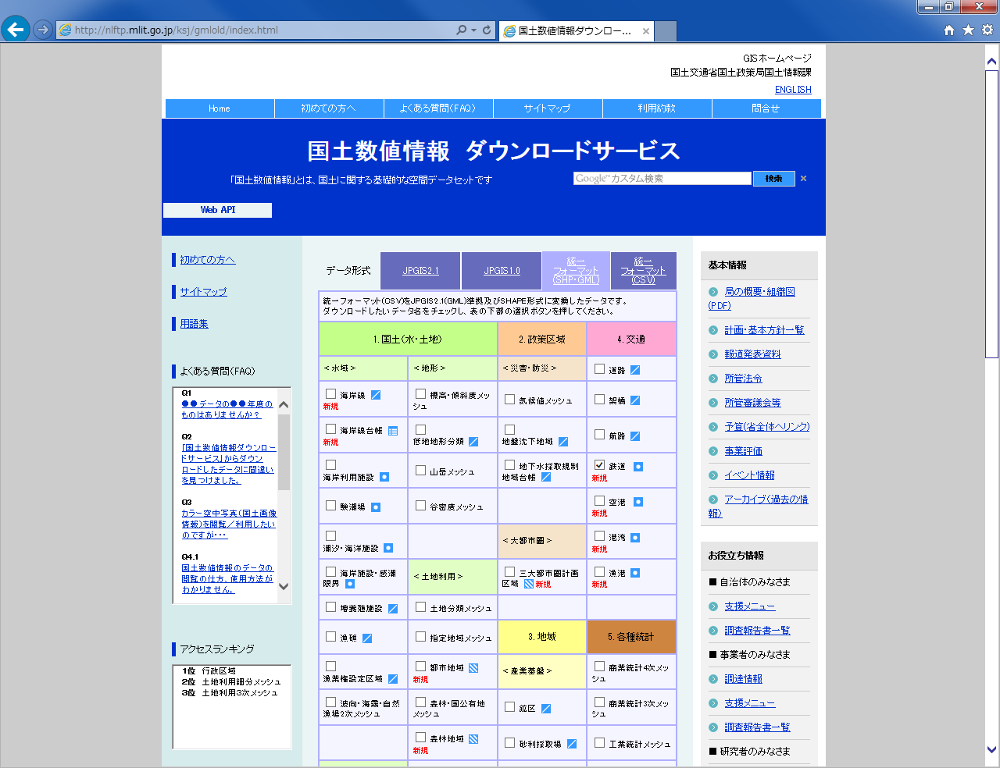 http://nlftp.mlit.go.jp/ksj/gmlold/index.html
国土数値情報ダウンロー...
GISホームページ
国土交通省国土政策局国土情報課
ENGLISH
Home
初めての方へ
よくある質問(FAQ)
サイトマップ
利用約款
問合せ
国土数値情報 ダウンロードサービス
「国土数値情報」とは、国土に関する基礎的な空間データセットです
Google™カスタム検索
検索
×
Web API
初めての方へ
サイトマップ
用語集
よくある質問(FAQ)
Q1
●●データの●●年度の
ものはありませんか？
Q2
「国土数値情報ダウンロー
ドサービス」からダウン
ロードしたデータに間違い
を見つけました。
Q3
カラー空中写真(国土画像
情報)を閲覧／利用したい
のですが・・・
Q4.1
国土数値情報のデータの
閲覧の仕方、使用方法が
わかりません。
アクセスランキング
1位 行政区域
2位 土地利用細分メッシュ
3位 土地利用3次メッシュ
データ形式
JPGIS2.1
JPGIS1.0
統一
フォーマット
(SHP・GML)
統一
フォーマット
(CSV)
統一フォーマット(CSV)をJPGIS2.1(GML)準拠及びSHAPE形式に変換したデータです。
ダウンロードしたいデータ名をチェックし、表の下部の選択ボタンを押してください。
1.国土(水・土地)
2.政策区域
4.交通
＜水域＞
＜地形＞
＜災害・防災＞
道路
海岸線
新規
標高・傾斜度メッ
シュ
気候値メッシュ
架橋
海岸線台帳
新規
低地地形分類
地盤沈下地域
航路
海岸利用施設
山岳メッシュ
地下水採取規制
地域台帳
鉄道
新規
験潮場
谷密度メッシュ
空港
新規
潮汐・海洋施設
＜大都市圏＞
港湾
新規
海岸施設・感潮
限界
＜土地利用＞
三大都市圏計画
区域 新規
漁港
新規
増養殖施設
土地分類メッシュ
漁礁
指定地域メッシュ
3.地域
5.各種統計
漁業権設定区域
都市地域
新規
＜産業基盤＞
商業統計4次メッ
シュ
波向・海霧・自然
漁場2次メッシュ
森林・国公有地
メッシュ
鉱区
商業統計3次メッ
シュ
森林地域
新規
砂利採取場
工業統計メッシュ
基本情報
局の概要・組織図
(PDF)
計画・基本方針一覧
報道発表資料
所管法令
所管審議会等
予算(省全体へリンク)
事業評価
イベント情報
アーカイブ(過去の情
報)
お役立ち情報
■ 自治体のみなさま
支援メニュー
調査報告書一覧
■ 事業者のみなさま
調達情報
支援メニュー
調査報告書一覧
■ 研究者のみなさま